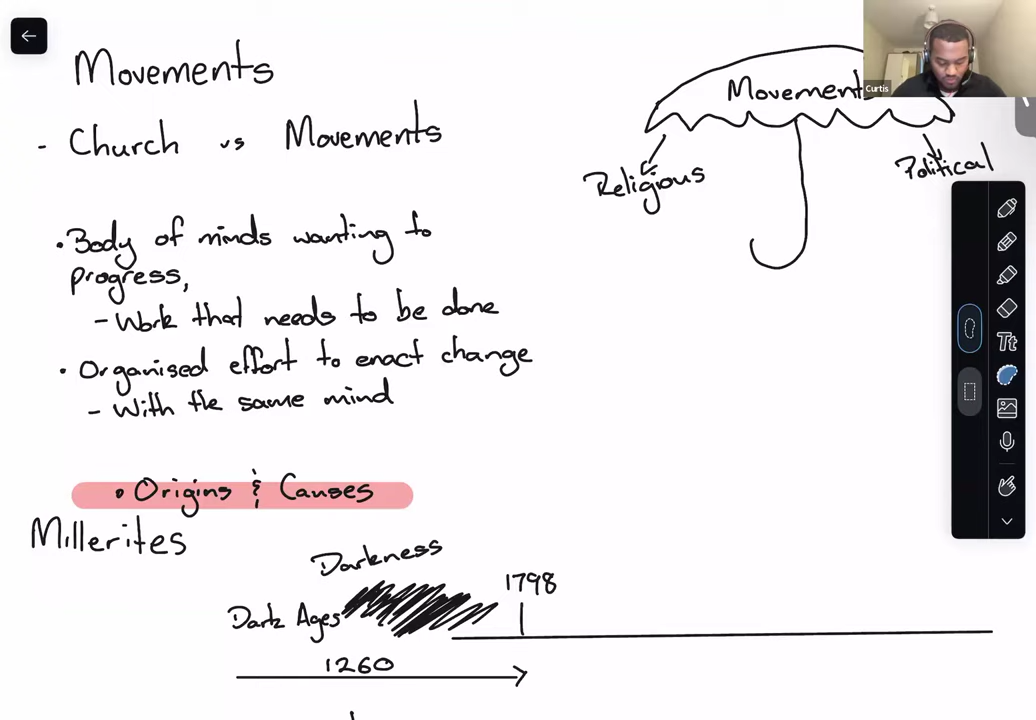 Movements
- Church vs Movements
• Body of minds wanting to
progress,
- Work that needs to be done
• Organised effort to enact change
- With the same mind
• Origins & Causes
Millerites
Darkness
Dark Ages
1798
1260
Movement
Religious
Political
Curtis
Tt